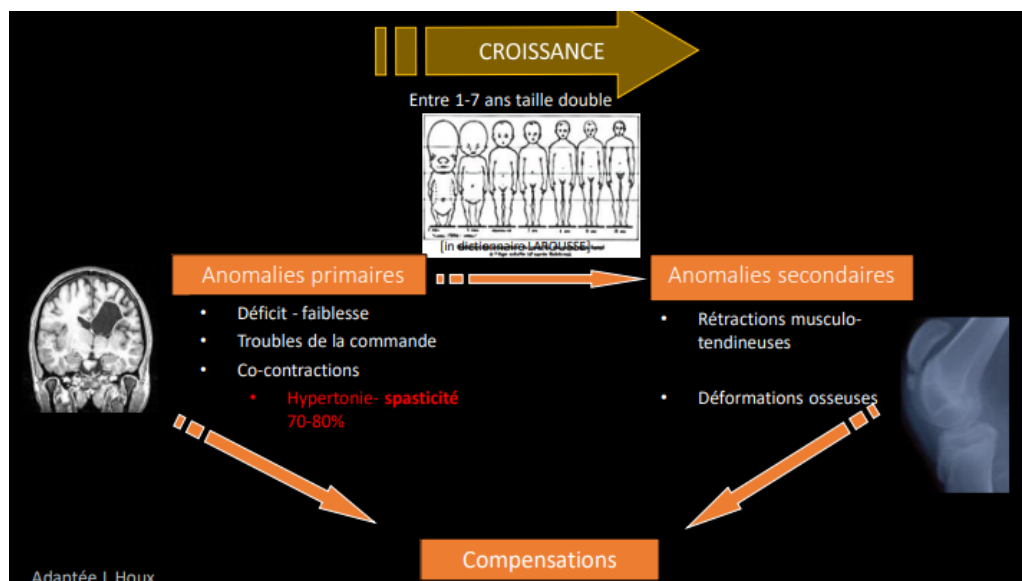 CROISSANCE
Entre 1-7 ans taille double
[in dictionnaire LAROUSSE]
Anomalies primaires
• Déficit - faiblesse
• Troubles de la commande
• Co-contractions
• Hypertonie- spasticité
70-80%
Anomalies secondaires
• Rétractions musculo-
tendineuses
• Déformations osseuses
Compensations
Adaptée L Houx